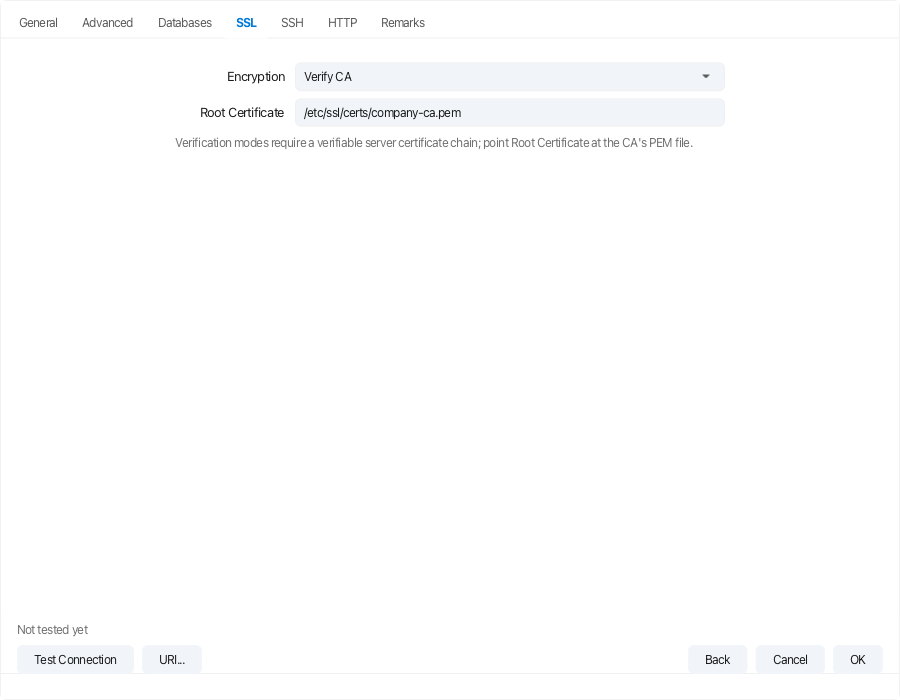 General Advanced Databases SSL SSH HTTP Remarks
Encryption Verify CA
Root Certificate /etc/ssl/certs/company-ca.pem
Verification modes require a verifiable server certificate chain; point Root Certificate at the CA's PEM file.
Not tested yet
Test Connection URI... Back Cancel OK